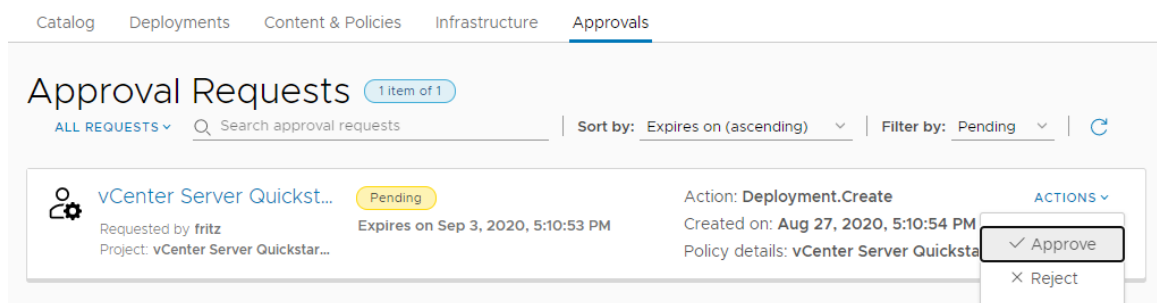 Catalog Deployments Content & Policies Infrastructure Approvals
Approval Requests 1 item of 1
ALL REQUESTS Search approval requests Sort by: Expires on (ascending) Filter by: Pending
vCenter Server Quickst... Pending Action: Deployment.Create ACTIONS
Requested by fritz Expires on Sep 3, 2020, 5:10:53 PM Created on: Aug 27, 2020, 5:10:54 PM
Project: vCenter Server Quickstar... Policy details: vCenter Server Quicksta
Approve
Reject